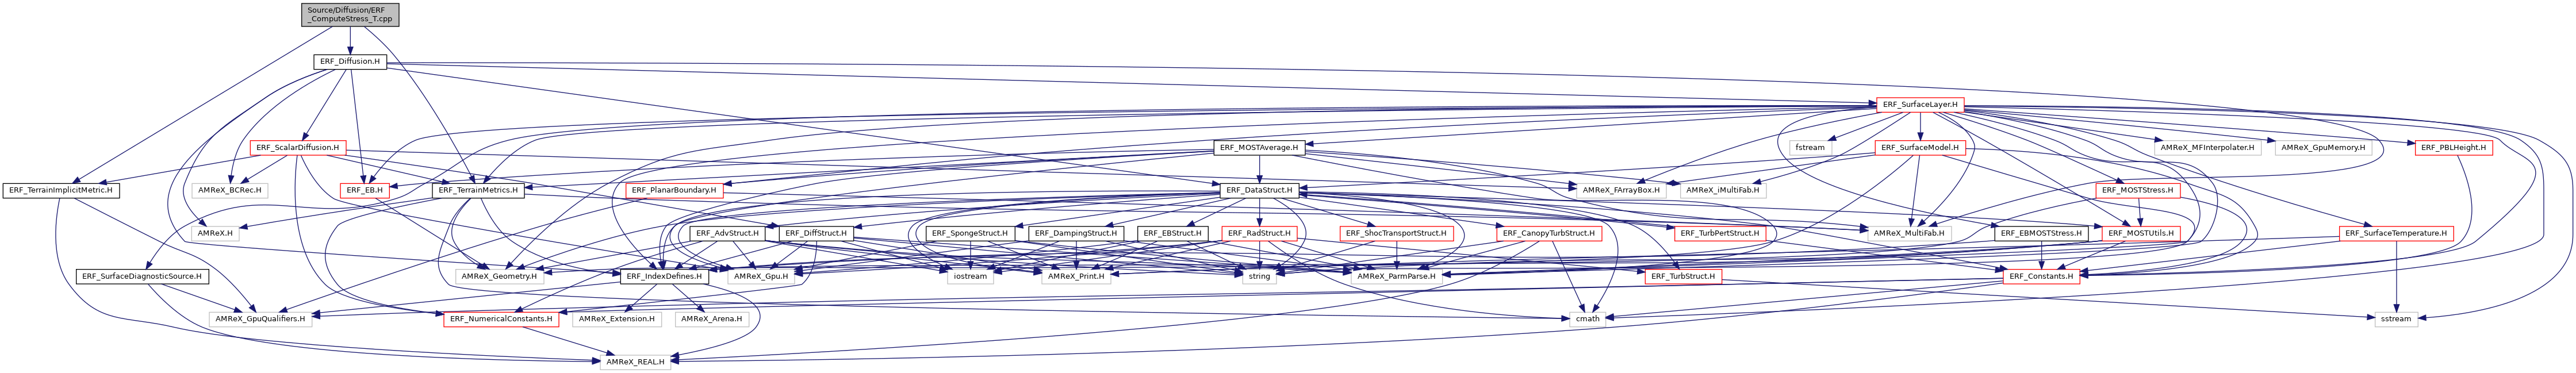 Source/Diffusion/ERF
_ComputeStress_T.cpp
ERF_Diffusion.H
ERF_SurfaceLayer.H
ERF_ScalarDiffusion.H
ERF_MOSTAverage.H
fstream
ERF_SurfaceModel.H
AMReX_MFInterpolater.H
AMReX_GpuMemory.H
ERF_PBLHeight.H
ERF_TerrainImplicitMetric.H
AMReX_BCRec.H
ERF_EB.H
ERF_TerrainMetrics.H
ERF_PlanarBoundary.H
ERF_DataStruct.H
AMReX_FArrayBox.H
AMReX_iMultiFab.H
ERF_MOSTStress.H
AMReX.H
ERF_AdvStruct.H
ERF_DiffStruct.H
ERF_SpongeStruct.H
ERF_DampingStruct.H
ERF_EBStruct.H
ERF_RadStruct.H
ERF_ShocTransportStruct.H
ERF_CanopyTurbStruct.H
ERF_TurbPertStruct.H
AMReX_MultiFab.H
ERF_EBMOSTStress.H
ERF_MOSTUtils.H
ERF_SurfaceTemperature.H
ERF_SurfaceDiagnosticSource.H
AMReX_Geometry.H
ERF_IndexDefines.H
AMReX_Gpu.H
iostream
AMReX_Print.H
string
AMReX_ParmParse.H
ERF_TurbStruct.H
ERF_Constants.H
AMReX_GpuQualifiers.H
ERF_NumericalConstants.H
AMReX_Extension.H
AMReX_Arena.H
cmath
sstream
AMReX_REAL.H